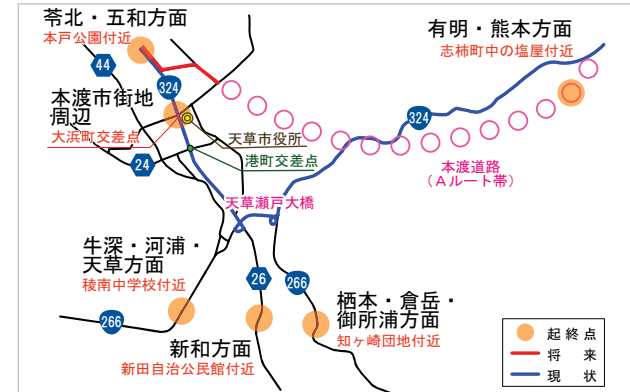 苓北・五和方面
本戸公園付近
有明・熊本方面
志柿町中の塩屋付近
44
324
本渡市街地
周辺
大浜町交差点
324
天草市役所
港町交差点
24
本渡道路
（Aルート帯）
天草瀬戸大橋
牛深・河浦・
天草方面
稜南中学校付近
26
266
266
栖本・倉岳・
御所浦方面
知ヶ崎団地付近
新和方面
新田自治公民館付近
起終点
将来
現状